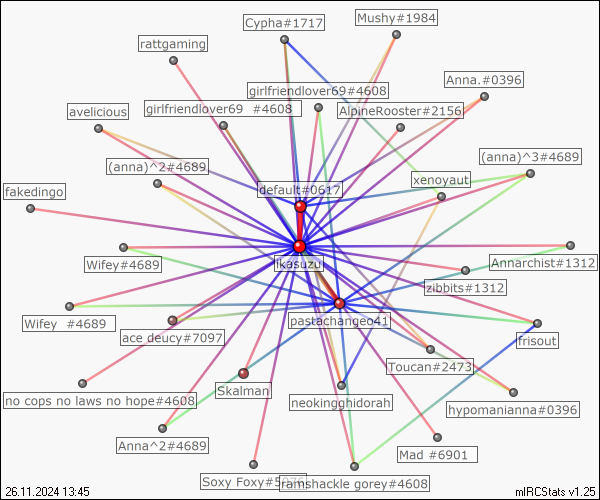 Cypha#1717
Mushy#1984
rattgaming
Anna.#0396
girlfriendlover69#4608
avelicious
girlfriendlover69 #4608
AlpineRooster#2156
(anna)^2#4689
(anna)^3#4689
xenoyaut
fakedingo
default#0617
Wifey#4689
ikasuzu
Annarchist#1312
zibbits#1312
Wifey #4689
pastachangeo41
ace deucy#7097
frisout
Toucan#2473
no cops no laws no hope#4608
Skalman
neokingghidorah
hypomanianna#0396
Anna^2#4689
Mad #6901
ramshackle gorey#4608
26.11.2024 13:45
mIRCStats v1.25